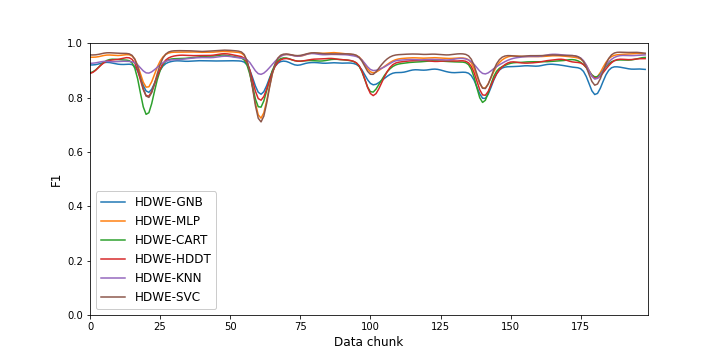 1.0
0.8
0.6
0.4
0.2
0.0
F1
HDWE-GNB
HDWE-MLP
HDWE-CART
HDWE-HDDT
HDWE-KNN
HDWE-SVC
0 25 50 75 100 125 150 175
Data chunk